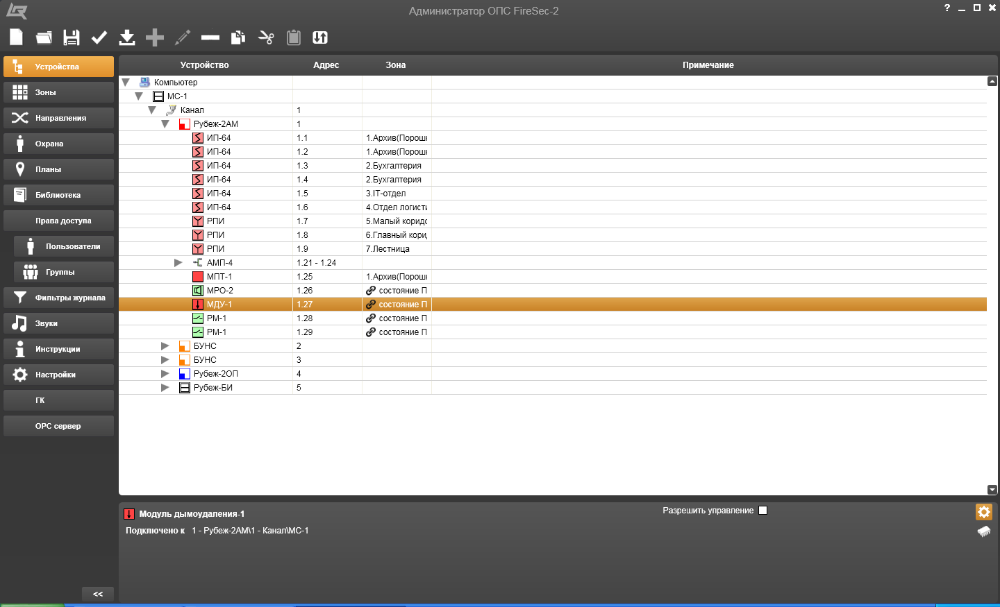 Администратор ОПС FireSec-2
?
Устройство Адрес Зона Примечание
Устройства
Зоны
Направления
Охрана
Планы
Библиотека
Права доступа
Пользователи
Группы
Фильтры журнала
Звуки
Инструкции
Настройки
ГК
OPC сервер
<<
Компьютер
МС-1
Канал 1
Рубеж-2АМ 1
ИП-64 1.1 1.Архив(Порош
ИП-64 1.2 1.Архив(Порош
ИП-64 1.3 2.Бухгалтерия
ИП-64 1.4 2.Бухгалтерия
ИП-64 1.5 3.IT-отдел
ИП-64 1.6 4.Отдел логисти
РПИ 1.7 5.Малый коридо
РПИ 1.8 6.Главный корид
РПИ 1.9 7.Лестница
АМП-4 1.21 - 1.24
МПТ-1 1.25 1.Архив(Порош
МРО-2 1.26 состояние П
МДУ-1 1.27 состояние П
РМ-1 1.28 состояние П
РМ-1 1.29 состояние П
БУНС 2
БУНС 3
Рубеж-2ОП 4
Рубеж-БИ 5
Модуль дымоудаления-1 Разрешить управление
Подключено к 1 - Рубеж-2АМ\1 - Канал\МС-1